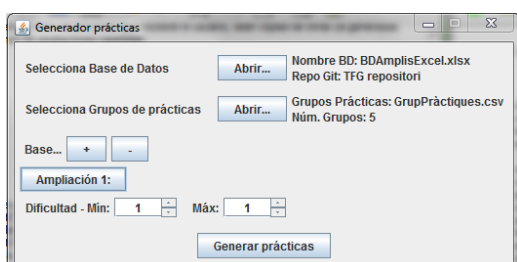 Generador prácticas
Selecciona Base de Datos
Abrir...
Nombre BD: BDAmplisExcel.xlsx
Repo Git: TFG repositori
Selecciona Grupos de prácticas
Abrir...
Grupos Prácticas: GrupPràctiques.csv
Núm. Grupos: 5
Base... + -
Ampliación 1:
Dificultad - Min: 1 Máx: 1
Generar prácticas